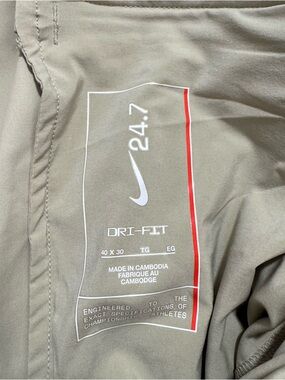 24.7
DRI-FIT
40 X 30 TG EG
MADE IN CAMBODIA
FABRIQUE AU
CAMBODGE
ENGINEERED TO THE
EXACT SPECIFICATIONS OF
CHAMPIONSHIP ATHLETES